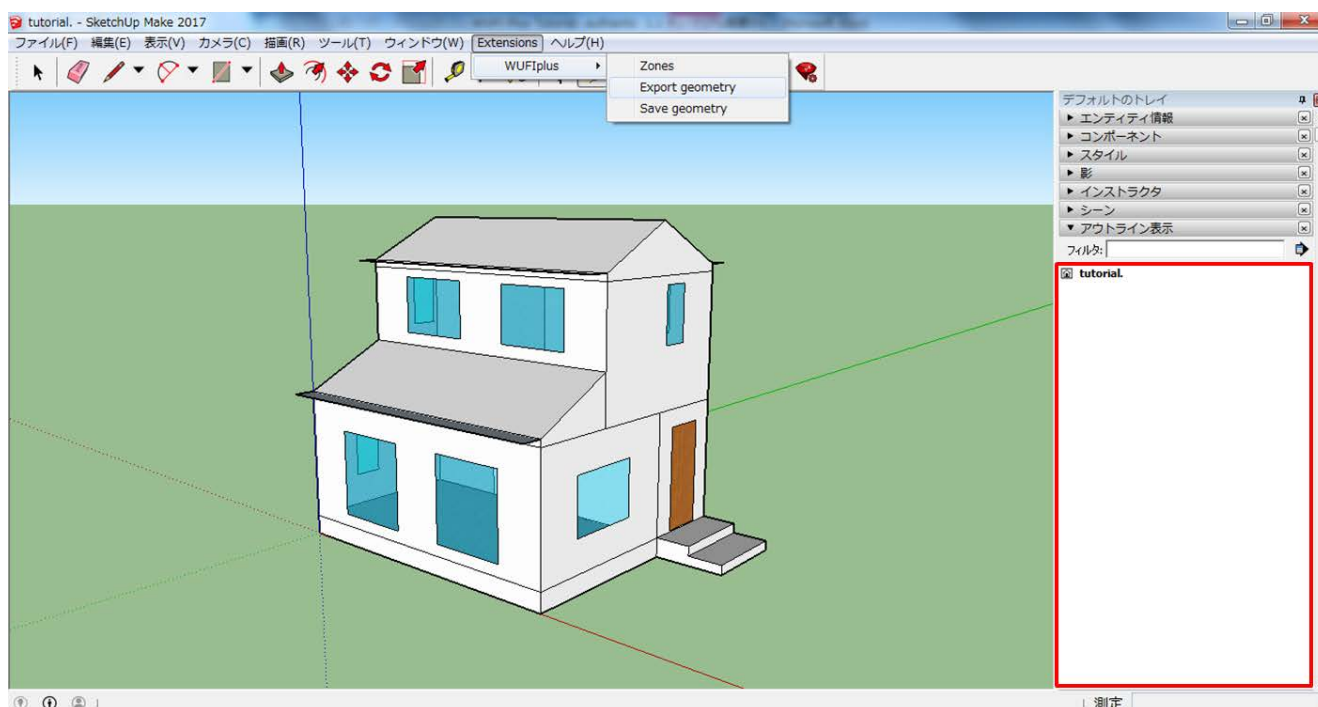 tutorial. - SketchUp Make 2017
ファイル(F) 編集(E) 表示(V) カメラ(C) 描画(R) ツール(T) ウィンドウ(W) Extensions ヘルプ(H)
WUFIplus
Zones
Export geometry
Save geometry
デフォルトのトレイ
エンティティ情報
コンポーネント
スタイル
影
インストラクタ
シーン
アウトライン表示
フィルタ:
tutorial.
測定